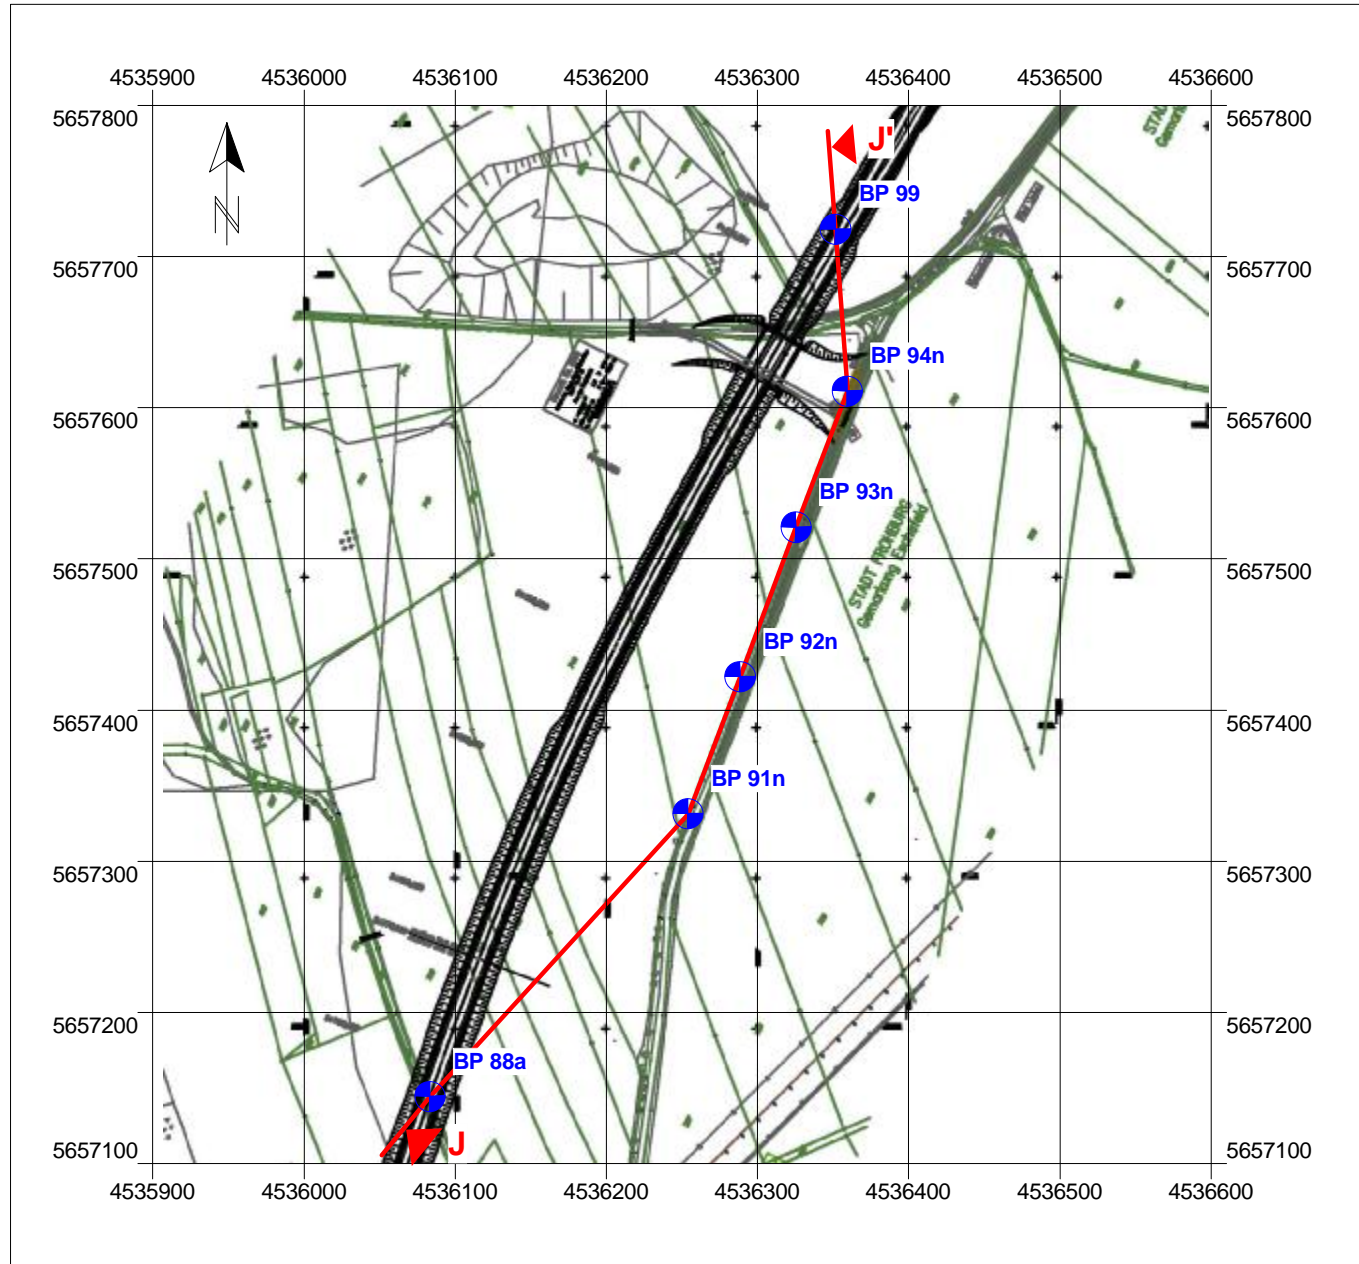 4535900 4536000 4536100 4536200 4536300 4536400 4536500 4536600
5657800 5657800
N
J'
BP 99
5657700 5657700
BP 94n
5657600 5657600
BP 93n
STADT FROHBURG
Gemarkung Eschefeld
5657500 5657500
BP 92n
5657400 5657400
BP 91n
5657300 5657300
5657200 5657200
BP 88a
J
5657100 5657100
4535900 4536000 4536100 4536200 4536300 4536400 4536500 4536600